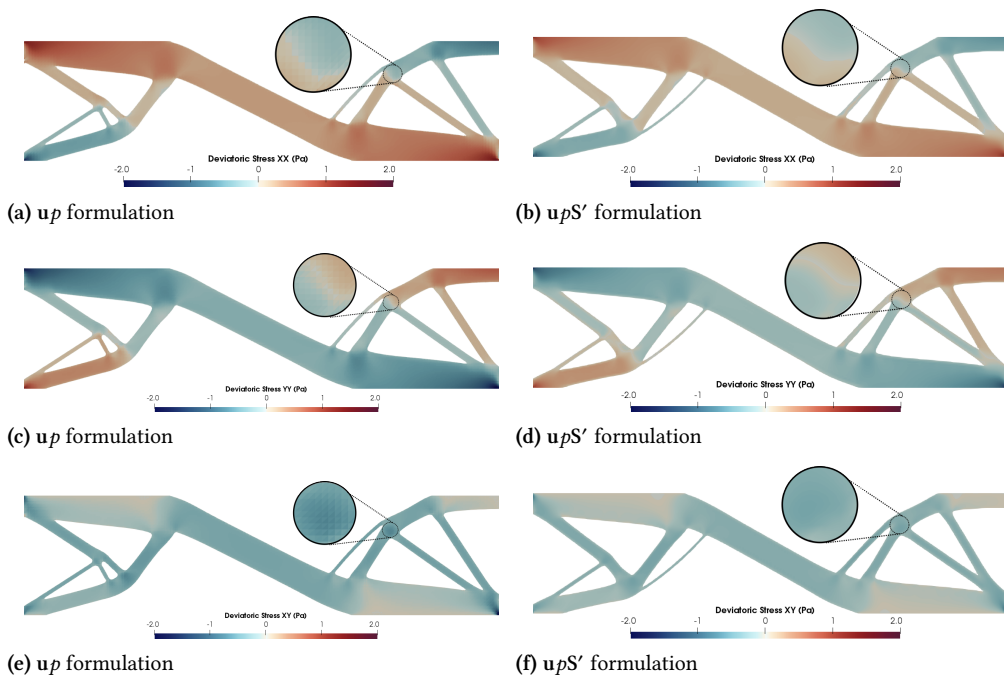 Deviatoric Stress XX (Pa)
-2.0 -1 0 1 2.0
(a) up formulation
Deviatoric Stress XX (Pa)
-2.0 -1 0 1 2.0
(b) upS′ formulation
Deviatoric Stress YY (Pa)
-2.0 -1 0 1 2.0
(c) up formulation
Deviatoric Stress YY (Pa)
-2.0 -1 0 1 2.0
(d) upS′ formulation
Deviatoric Stress XY (Pa)
-2.0 -1 0 1 2.0
(e) up formulation
Deviatoric Stress XY (Pa)
-2.0 -1 0 1 2.0
(f) upS′ formulation